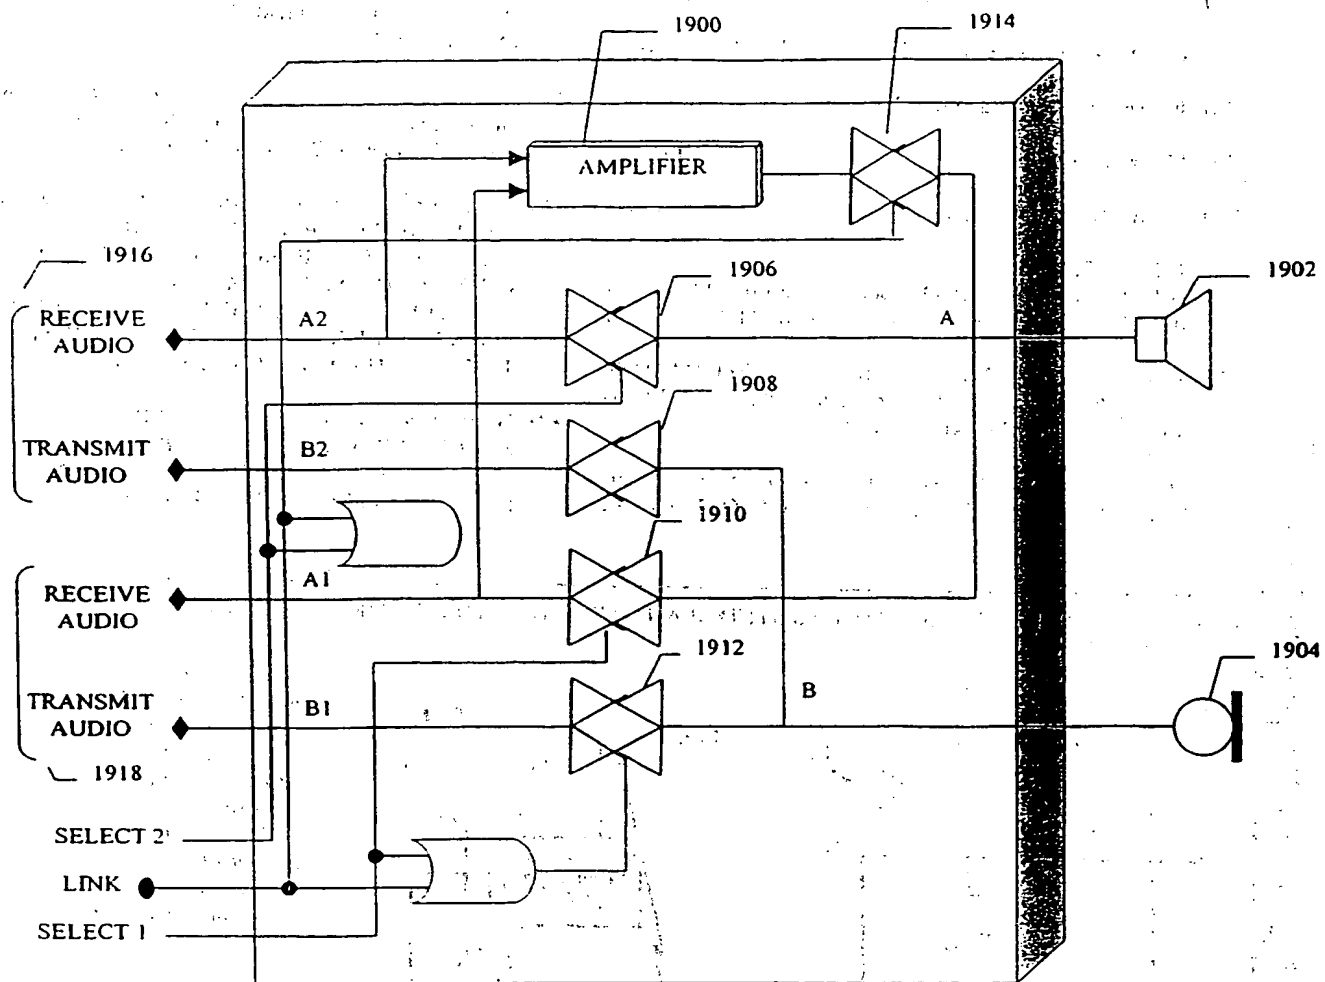 1900
1914
AMPLIFIER
1916
1906
1902
RECEIVE
AUDIO
A2
A
1908
TRANSMIT
AUDIO
B2
1910
A1
RECEIVE
AUDIO
1912
1904
TRANSMIT
AUDIO
B1
B
1918
SELECT 2
LINK
SELECT 1